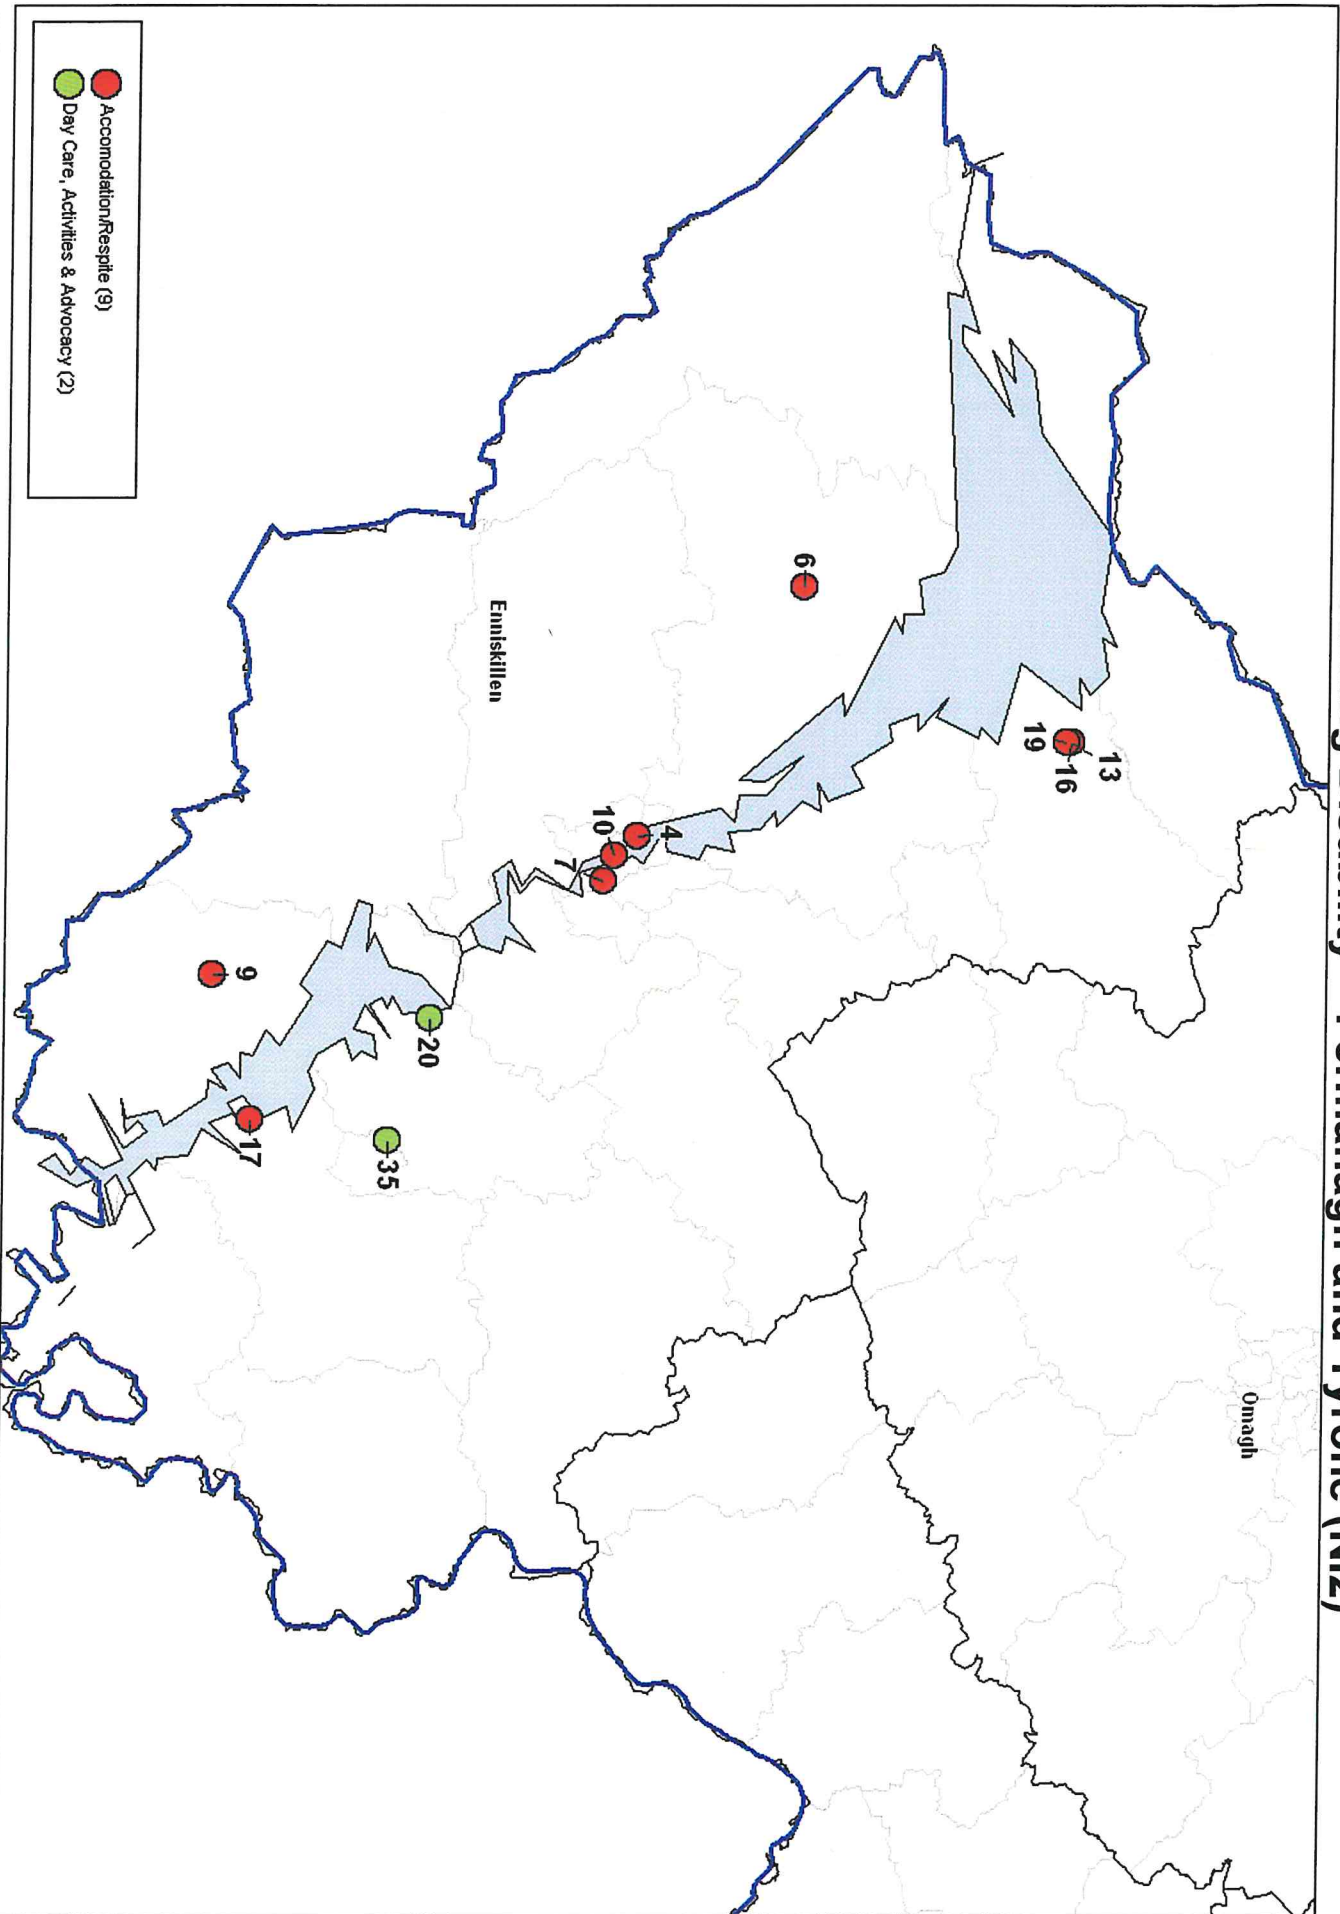 Fermanagh and Tyrone (NI2)
Omagh
13
16
19
6
4
10
7
Enniskillen
20
35
17
9
Accomodation/Respite (9)
Day Care, Activities & Advocacy (2)